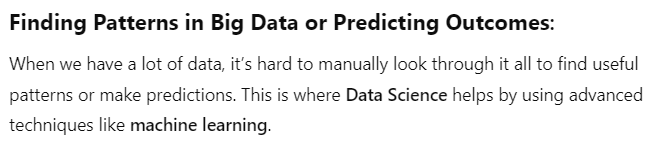 Finding Patterns in Big Data or Predicting Outcomes:
When we have a lot of data, it's hard to manually look through it all to find useful
patterns or make predictions. This is where Data Science helps by using advanced
techniques like machine learning.